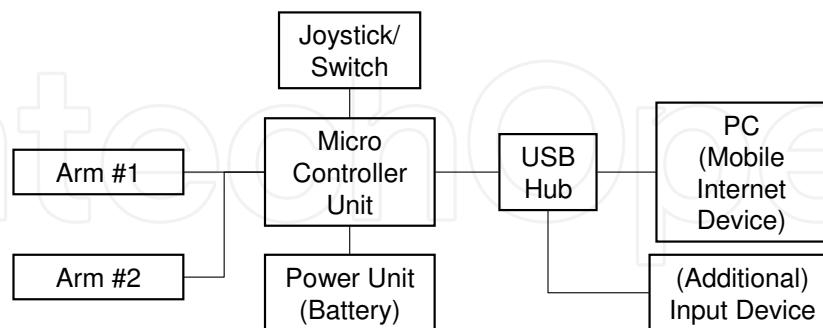 Joystick/
Switch
Micro
Controller
Unit
Arm #1
Arm #2
Power Unit
(Battery)
USB
Hub
PC
(Mobile
Internet
Device)
(Additional)
Input Device
ntechOpe